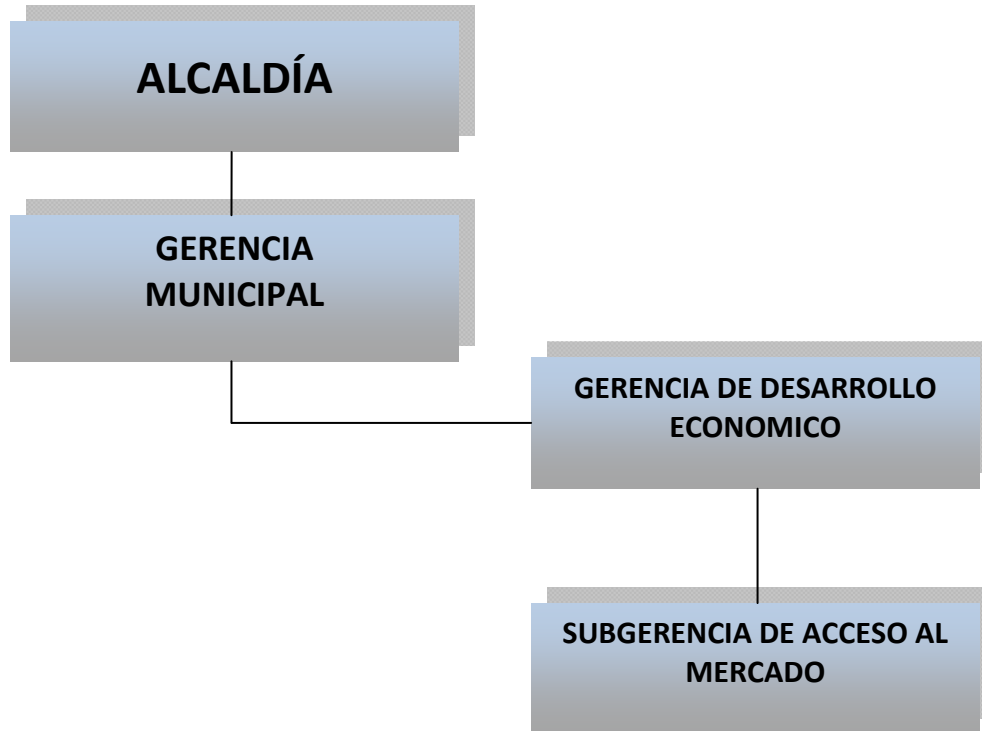 ALCALDÍA
GERENCIA
MUNICIPAL
GERENCIA DE DESARROLLO
ECONOMICO
SUBGERENCIA DE ACCESO AL
MERCADO